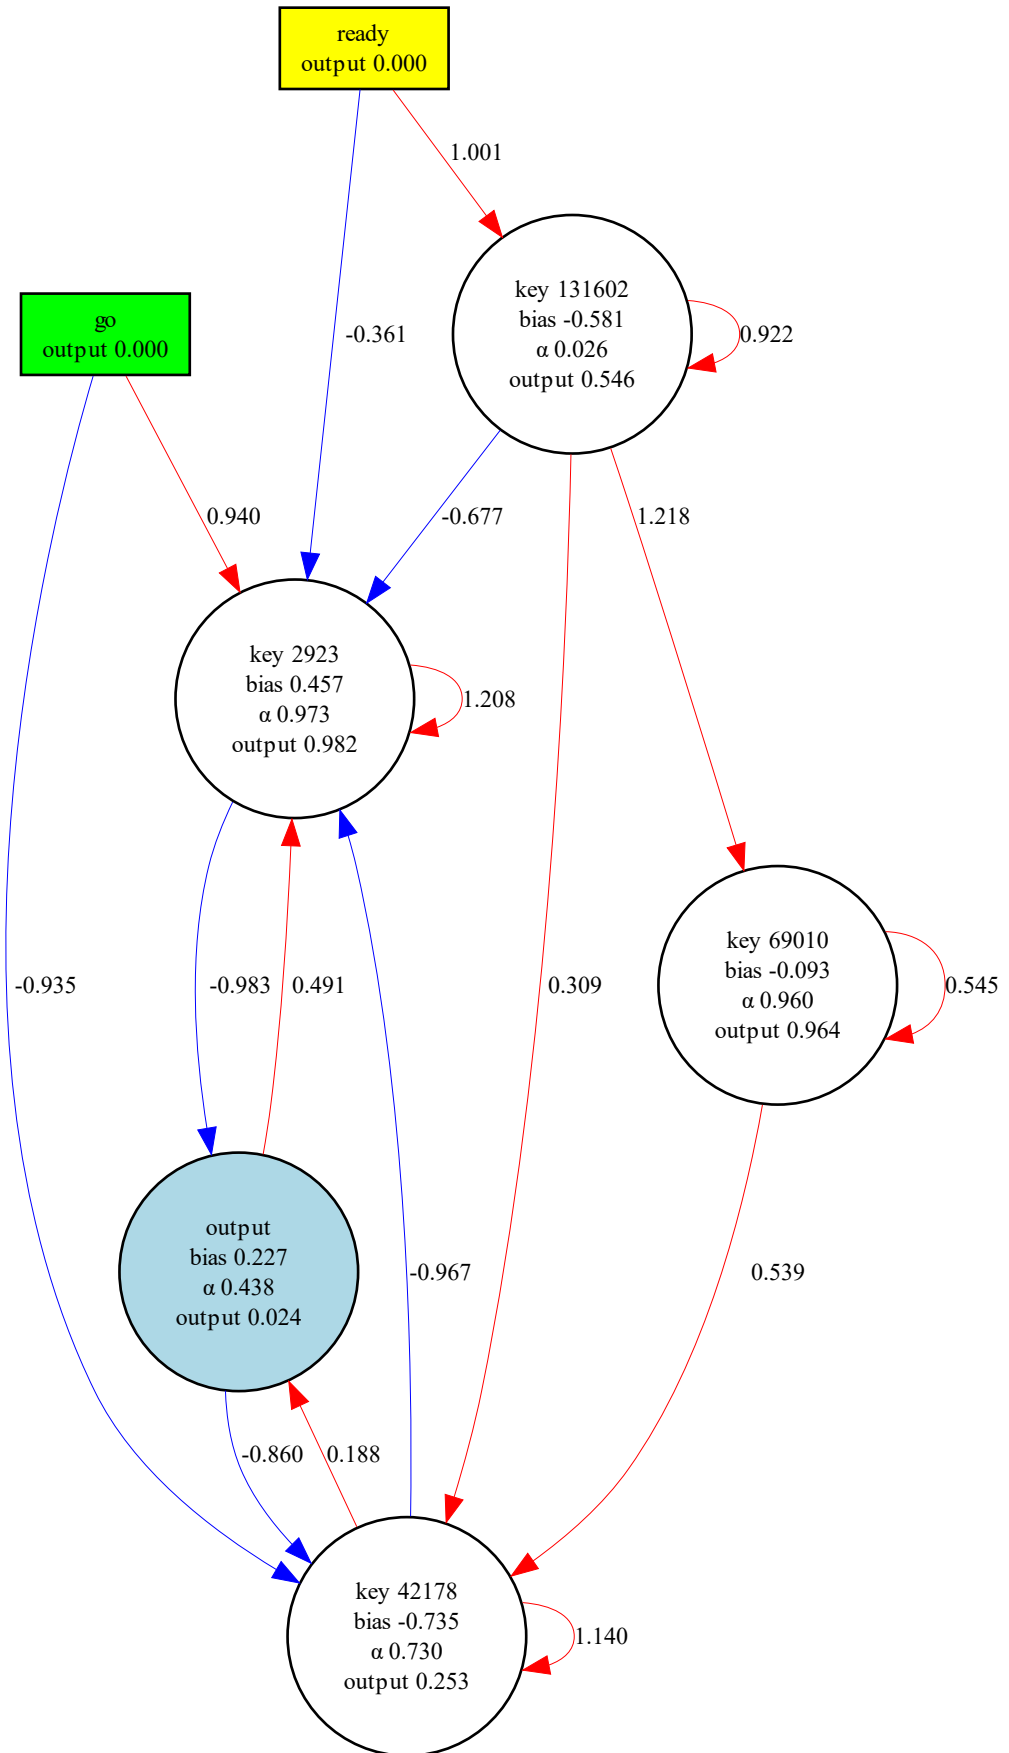 ready
output 0.000
1.001
key 131602
bias -0.581
α 0.026
output 0.546
0.922
go
output 0.000
-0.361
0.940
-0.677
1.218
key 2923
bias 0.457
α 0.973
output 0.982
1.208
-0.935
-0.983
0.491
0.309
key 69010
bias -0.093
α 0.960
output 0.964
0.545
output
bias 0.227
α 0.438
output 0.024
-0.967
0.539
-0.860
0.188
key 42178
bias -0.735
α 0.730
output 0.253
1.140